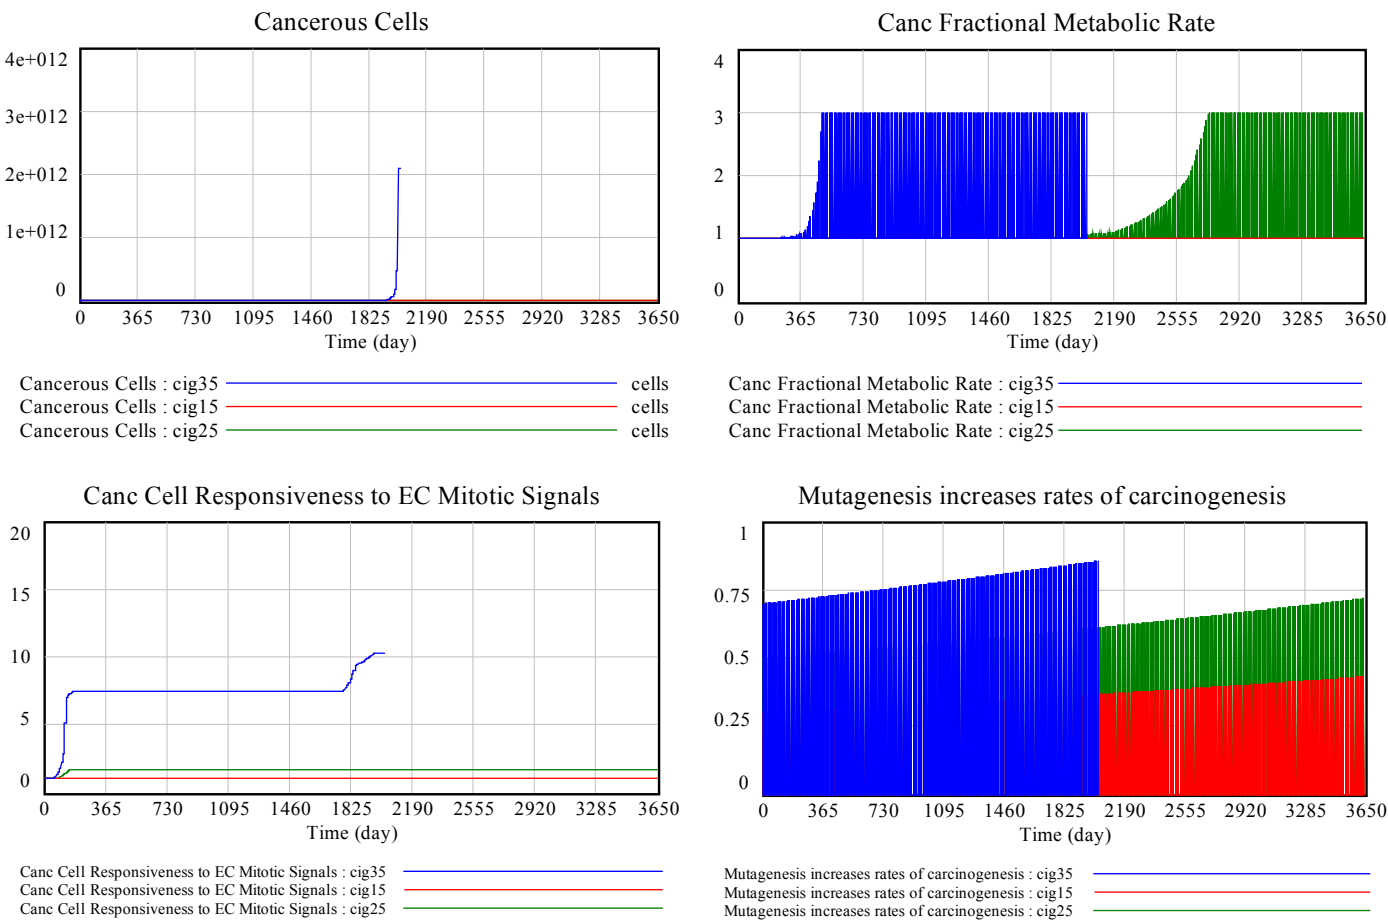 Cancerous Cells
4e+012
3e+012
2e+012
1e+012
0
0 365 730 1095 1460 1825 2190 2555 2920 3285 3650
Time (day)
Cancerous Cells : cig35 cells
Cancerous Cells : cig15 cells
Cancerous Cells : cig25 cells
Canc Fractional Metabolic Rate
4
3
2
1
0
0 365 730 1095 1460 1825 2190 2555 2920 3285 3650
Time (day)
Canc Fractional Metabolic Rate : cig35
Canc Fractional Metabolic Rate : cig15
Canc Fractional Metabolic Rate : cig25
Canc Cell Responsiveness to EC Mitotic Signals
20
15
10
5
0
0 365 730 1095 1460 1825 2190 2555 2920 3285 3650
Time (day)
Canc Cell Responsiveness to EC Mitotic Signals : cig35
Canc Cell Responsiveness to EC Mitotic Signals : cig15
Canc Cell Responsiveness to EC Mitotic Signals : cig25
Mutagenesis increases rates of carcinogenesis
1
0.75
0.5
0.25
0
0 365 730 1095 1460 1825 2190 2555 2920 3285 3650
Time (day)
Mutagenesis increases rates of carcinogenesis : cig35
Mutagenesis increases rates of carcinogenesis : cig15
Mutagenesis increases rates of carcinogenesis : cig25